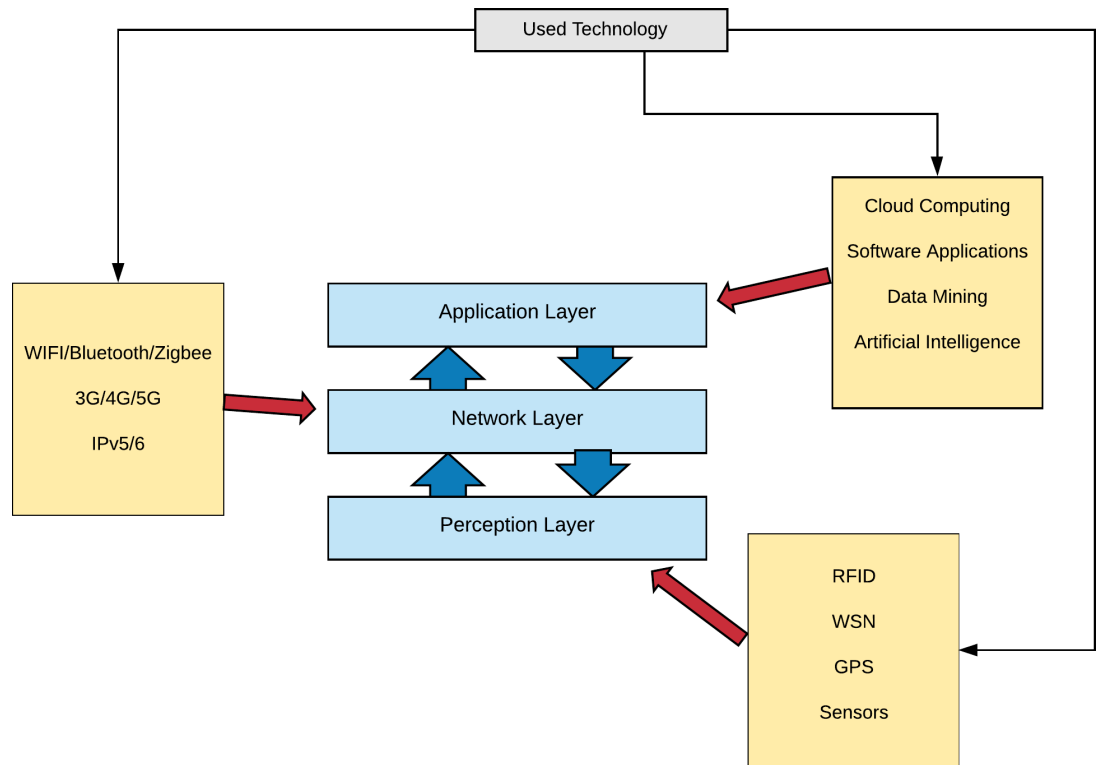 Used Technology
Cloud Computing
Software Applications
Data Mining
Artificial Intelligence
WIFI/Bluetooth/Zigbee
3G/4G/5G
IPv5/6
Application Layer
Network Layer
Perception Layer
RFID
WSN
GPS
Sensors